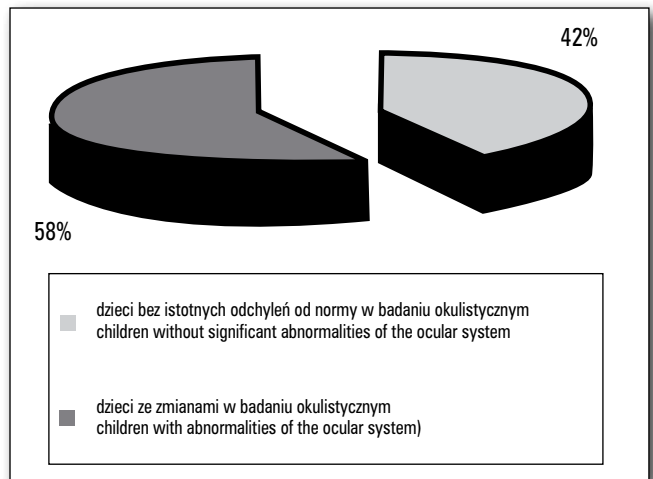 42%
58%
dzieci bez istotnych odchyleń od normy w badaniu okulistycznym
children without significant abnormalities of the ocular system
dzieci ze zmianami w badaniu okulistycznym
children with abnormalities of the ocular system)